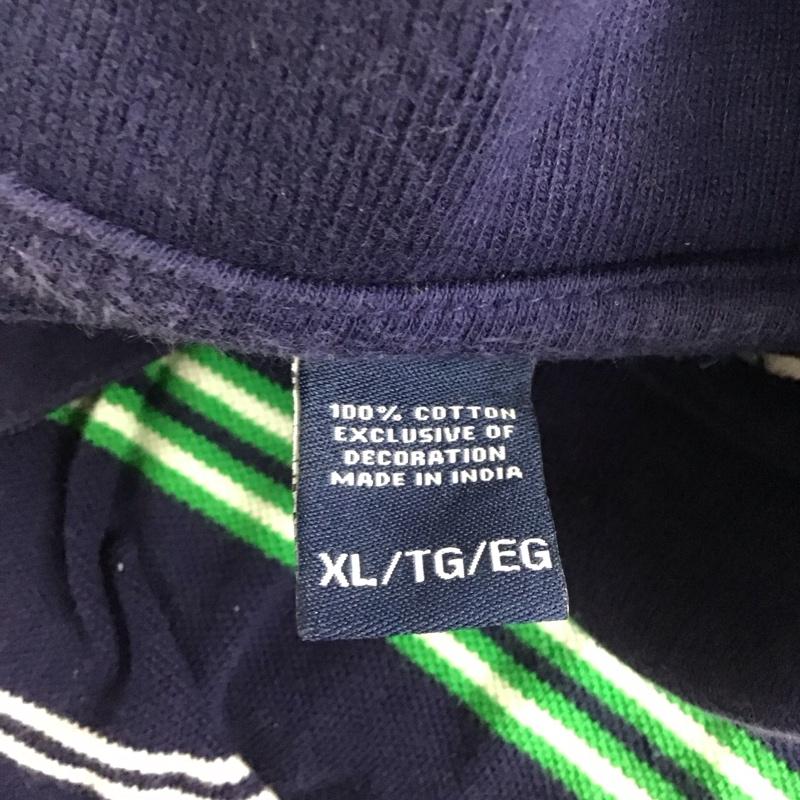 100% COTTON
EXCLUSIVE OF
DECORATION
MADE IN INDIA
XL/TG/EG